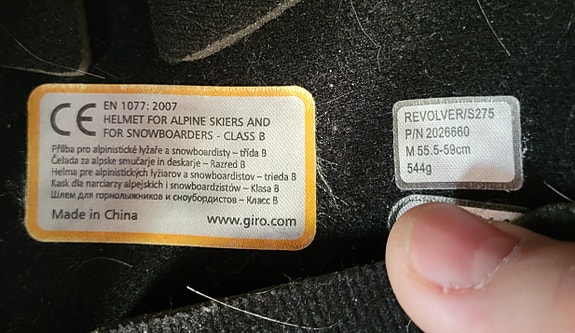 CE EN 1077: 2007
HELMET FOR ALPINE SKIERS AND
FOR SNOWBOARDERS - CLASS B
Přilba pro alpinistické lyžaře a snowboardisty – třída B
Čelada za alpske smučarje in deskarje – Razred B
Helma pre alpinistických lyžiarov a snowboardistov - trieda B
Kask dla narciarzy alpejskich i snowboardzistów – Klasa B
Шлем для горнолыжников и сноубордистов – Класс B
Made in China www.giro.com
REVOLVER/S275
P/N 2026660
M 55.5-59cm
544g